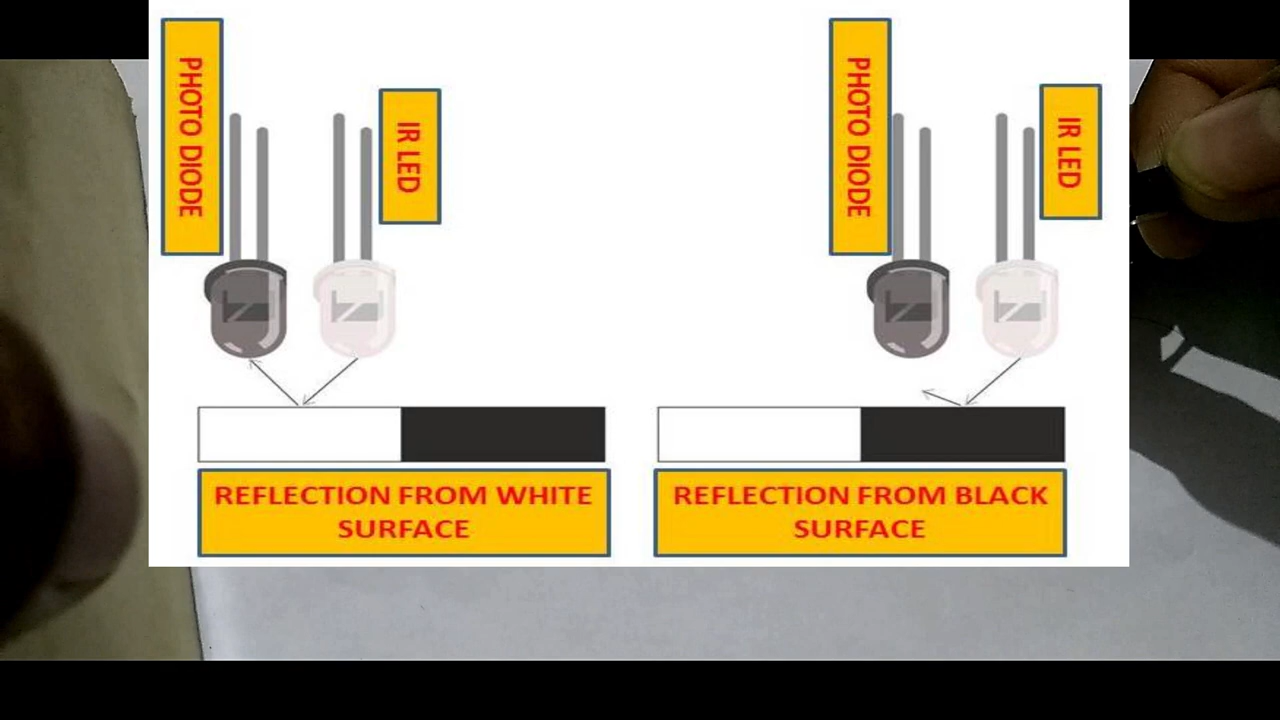 PHOTO DIODE
IR LED
PHOTO DIODE
IR LED
REFLECTION FROM WHITE
SURFACE
REFLECTION FROM BLACK
SURFACE